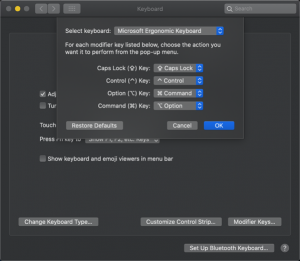 Keyboard
Search
Select keyboard: Microsoft Ergonomic Keyboard
For each modifier key listed below, choose the action you
want it to perform from the pop-up menu.
Caps Lock (⇪) Key: ⇪ Caps Lock
Control (⌃) Key: ⌃ Control
Option (⌥) Key: ⌘ Command
Command (⌘) Key: ⌥ Option
Restore Defaults Cancel OK
Touch
Press Fn key to
Show keyboard and emoji viewers in menu bar
Change Keyboard Type... Customize Control Strip... Modifier Keys...
Set Up Bluetooth Keyboard... ?